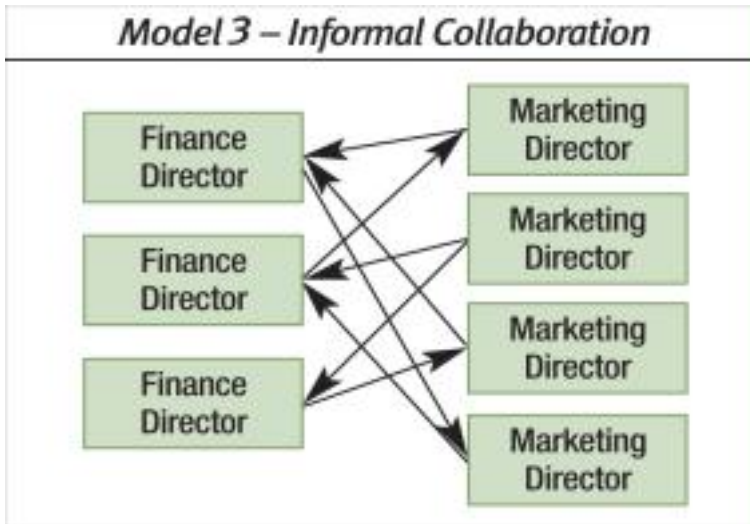 Model 3 – Informal Collaboration
Finance
Director
Finance
Director
Finance
Director
Marketing
Director
Marketing
Director
Marketing
Director
Marketing
Director